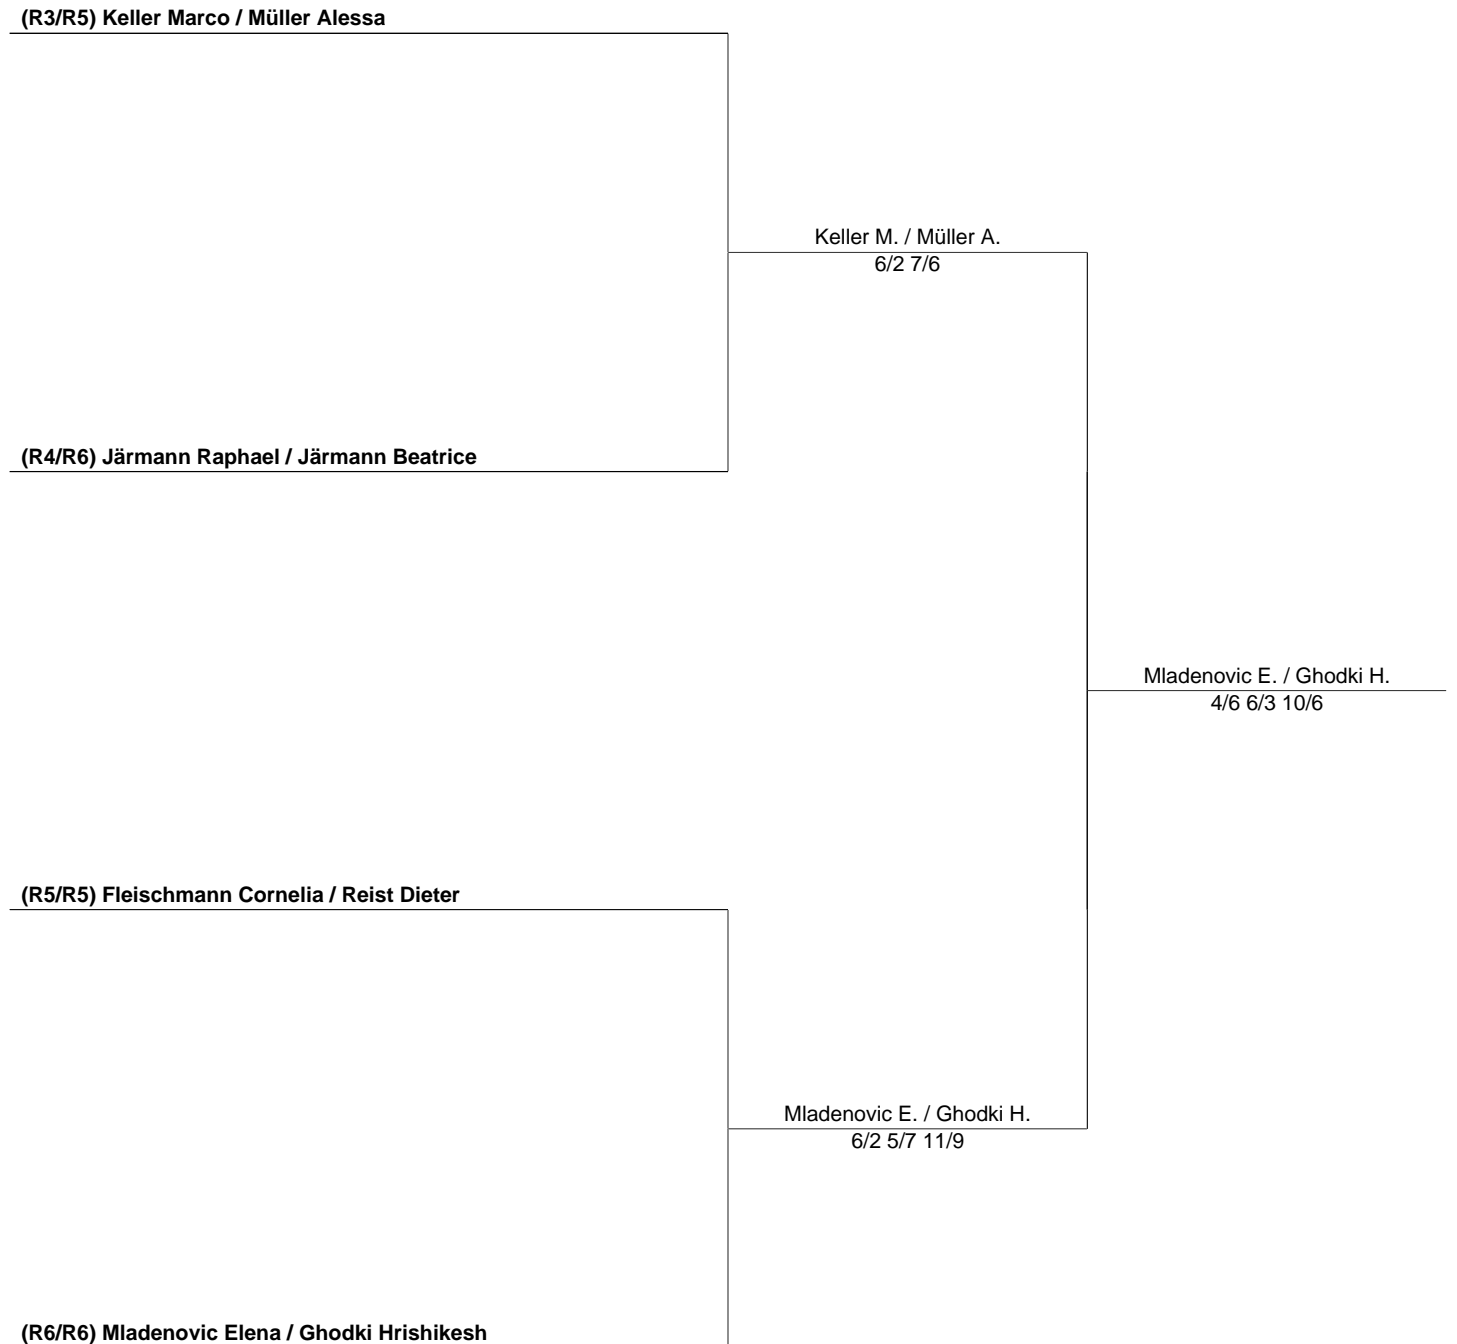 (R3/R5) Keller Marco / Müller Alessa
Keller M. / Müller A.
6/2 7/6
(R4/R6) Järmann Raphael / Järmann Beatrice
Mladenovic E. / Ghodki H.
4/6 6/3 10/6
(R5/R5) Fleischmann Cornelia / Reist Dieter
Mladenovic E. / Ghodki H.
6/2 5/7 11/9
(R6/R6) Mladenovic Elena / Ghodki Hrishikesh